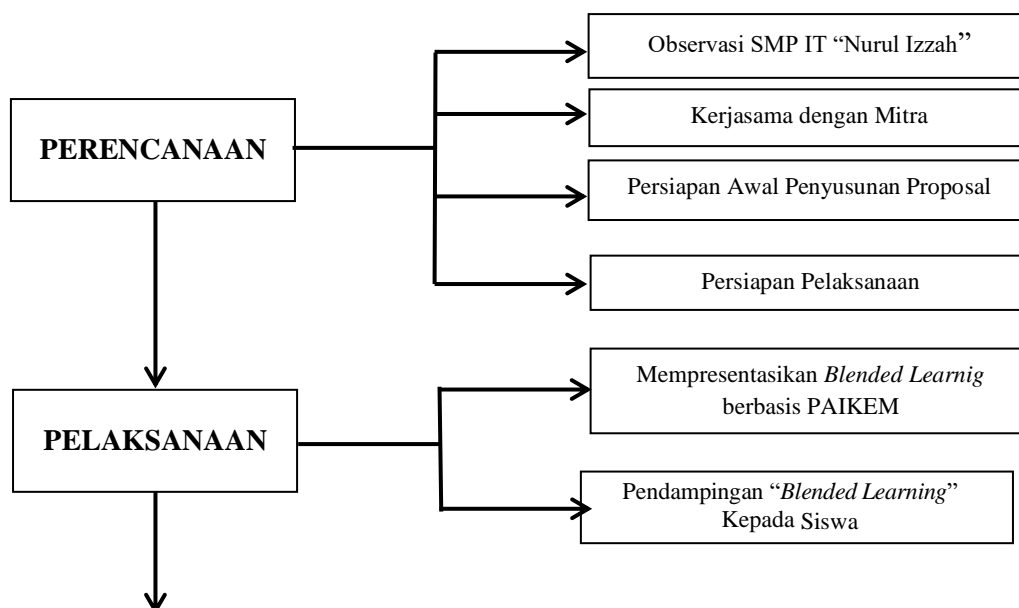 PERENCANAAN
Observasi SMP IT “Nurul Izzah”
Kerjasama dengan Mitra
Persiapan Awal Penyusunan Proposal
Persiapan Pelaksanaan
PELAKSANAAN
Mempresentasikan Blended Learnig
berbasis PAIKEM
Pendampingan “Blended Learning”
Kepada Siswa